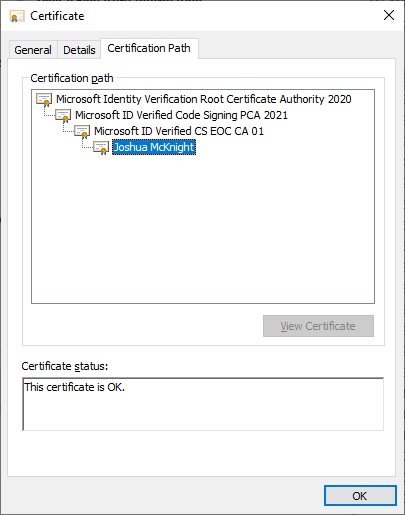 Certificate
General
Details
Certification Path
Certification path
Microsoft Identity Verification Root Certificate Authority 2020
Microsoft ID Verified Code Signing PCA 2021
Microsoft ID Verified CS EOC CA 01
Joshua McKnight
View Certificate
Certificate status:
This certificate is OK.
OK